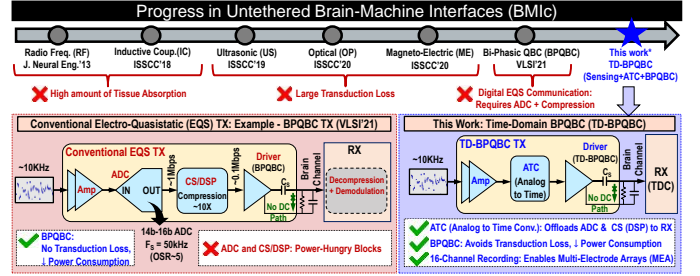 Progress in Untethered Brain-Machine Interfaces (BMIc)
Radio Freq. (RF)
J. Neural Eng.'13
Inductive Coup.(IC)
ISSCC'18
Ultrasonic (US)
ISSCC'19
Optical (OP)
ISSCC'20
Magneto-Electric (ME)
ISSCC'20
Bi-Phasic QBC (BPQBC)
VLSI'21
This work*
TD-BPQBC
(Sensing+ATC+BPQBC)
High amount of Tissue Absorption
Large Transduction Loss
Digital EQS Communication:
Requires ADC + Compression
Conventional Electro-Quasistatic (EQS) TX: Example - BPQBC TX (VLSI'21)
Conventional EQS TX
~10KHz
Amp
ADC
IN OUT
~1Mbps
CS/DSP
Compression
~10X
~0.1Mbps
Driver
(BPQBC)
CS
No DC
Path
Brain
Channel
RX
Decompression
+
Demodulation
14b-16b ADC
FS = 50kHz
(OSR~5)
BPQBC:
No Transduction Loss,
↓ Power Consumption
ADC and CS/DSP: Power-Hungry Blocks
This Work: Time-Domain BPQBC (TD-BPQBC)
TD-BPQBC TX
~10KHz
Amp
ATC
(Analog
to Time)
Driver
(TD-BPQBC)
CS
No DC
Path
Brain
Channel
RX
(TDC)
ATC (Analog to Time Conv.): Offloads ADC & CS (DSP) to RX
BPQBC: Avoids Transduction Loss, ↓ Power Consumption
16-Channel Recording: Enables Multi-Electrode Arrays (MEA)